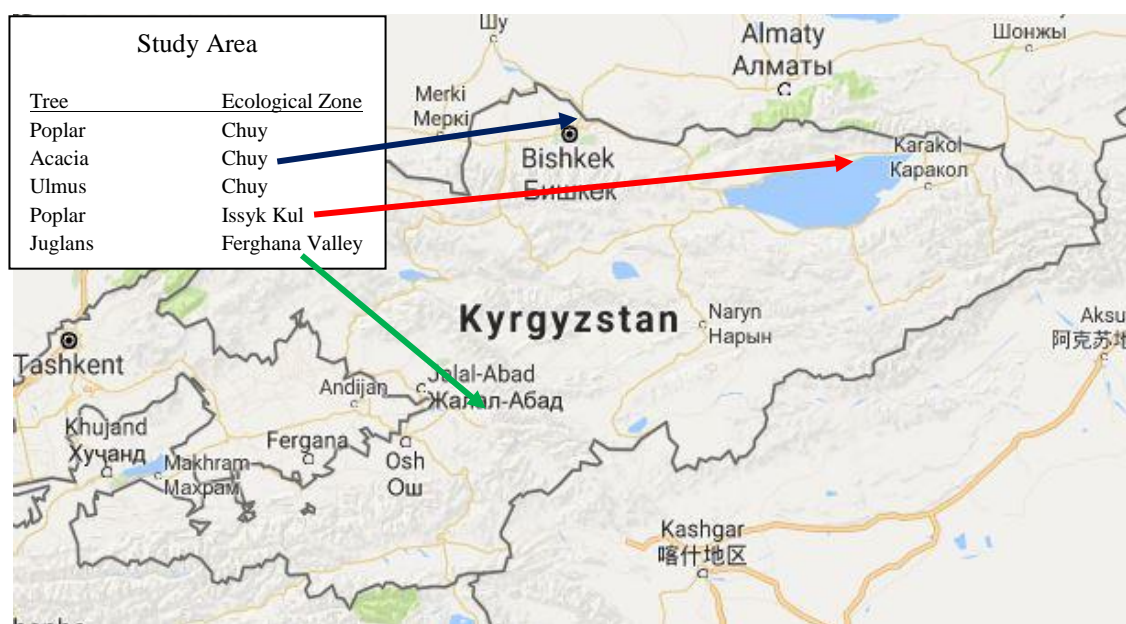 Study Area
Tree Ecological Zone
Poplar Chuy
Acacia Chuy
Ulmus Chuy
Poplar Issyk Kul
Juglans Ferghana Valley
Шу
Almaty
Алматы
Шонжы
Merki
Меркі
Bishkek
Бишкек
Karakol
Каракол
Kyrgyzstan
Naryn
Нарын
Aksu
阿克苏地
Tashkent
Andijan
Jalal-Abad
Жалал-Абад
Khujand
Хучанд
Fergana
Makhram
Махрам
Osh
Ош
Kashgar
喀什地区